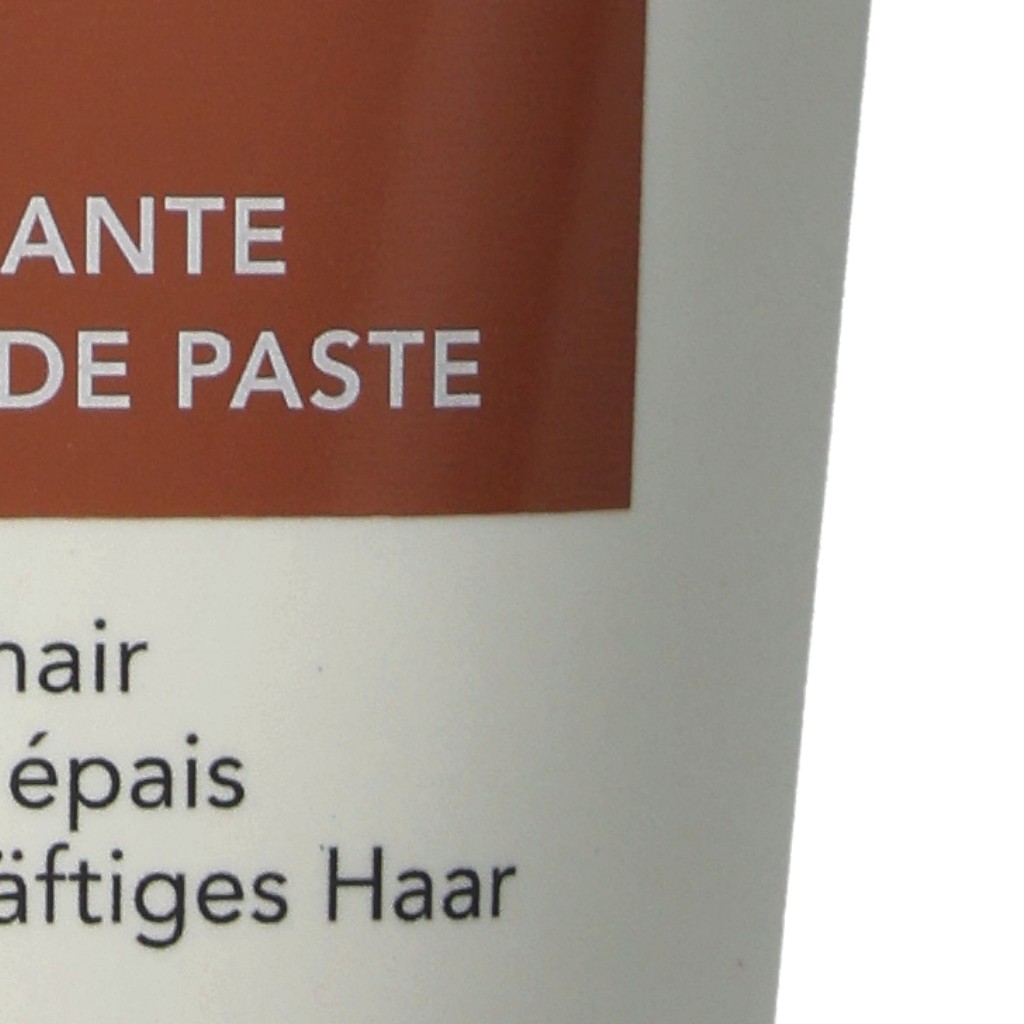 ANTE
DE PASTE
hair
épais
äftiges Haar